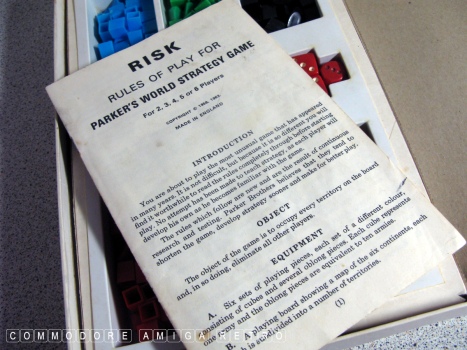 RISK
RULES OF PLAY FOR
PARKER'S WORLD STRATEGY GAME
For 2, 3, 4, 5 or 6 Players
COPYRIGHT © 1959, 1963.
MADE IN ENGLAND
INTRODUCTION
You are about to play the most unusual game that has appeared
in many years. It is not difficult, but because it is so different you will
find it worthwhile to read the rules completely through before starting
play. No attempt has been made to teach strategy, as each player will
develop his own as he becomes familiar with the game.
The rules which follow are new and are the result of continuous
research and testing. Parker Brothers believes that they tend to
shorten the game, develop strategy sooner and make for better play.
OBJECT
The object of the game is to occupy every territory on the board
and, in so doing, eliminate all other players.
EQUIPMENT
A. Six sets of playing pieces, each set of a different colour,
consisting of cubes and several oblong pieces. Each cube represents
army and the oblong pieces are equivalent to ten armies.
B. A playing board showing a map of the six continents, each
is subdivided into a number of territories.
(1)
COMMODORE AMIGA RETRO